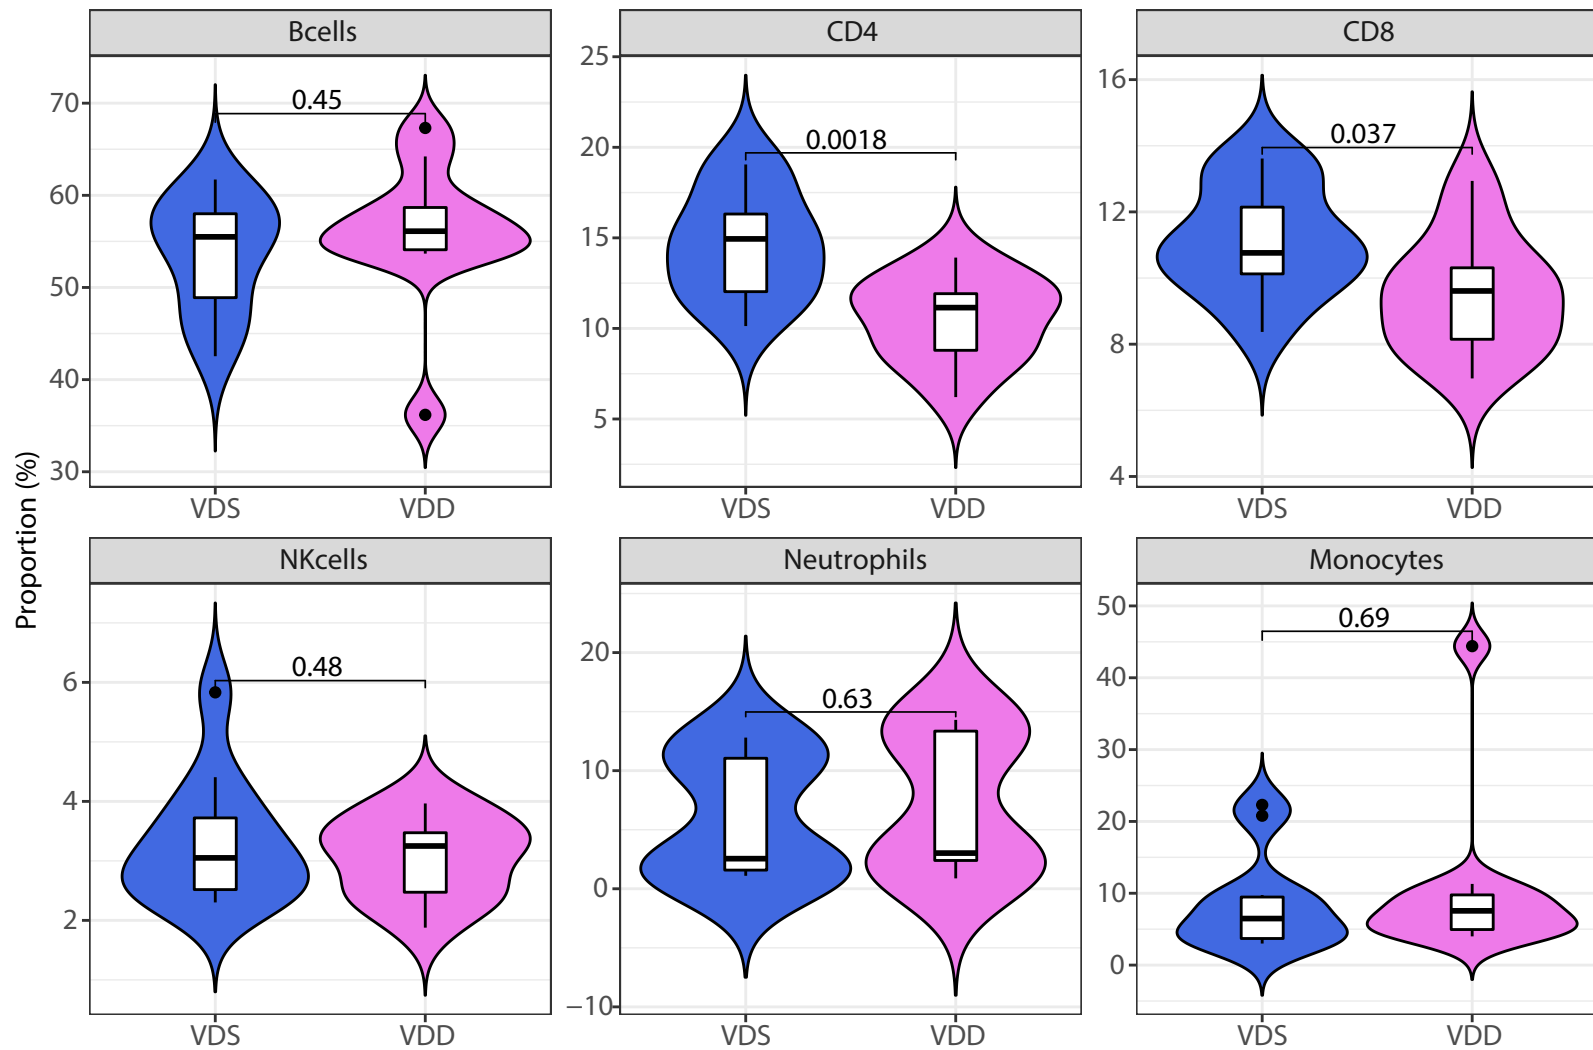 Proportion (%)
Bcells
70
60
50
40
30
0.45
VDS VDD
CD4
25
20
15
10
5
0.0018
VDS VDD
CD8
16
12
8
4
0.037
VDS VDD
NKcells
6
4
2
0.48
VDS VDD
Neutrophils
20
10
0
−10
0.63
VDS VDD
Monocytes
50
40
30
20
10
0
0.69
VDS VDD